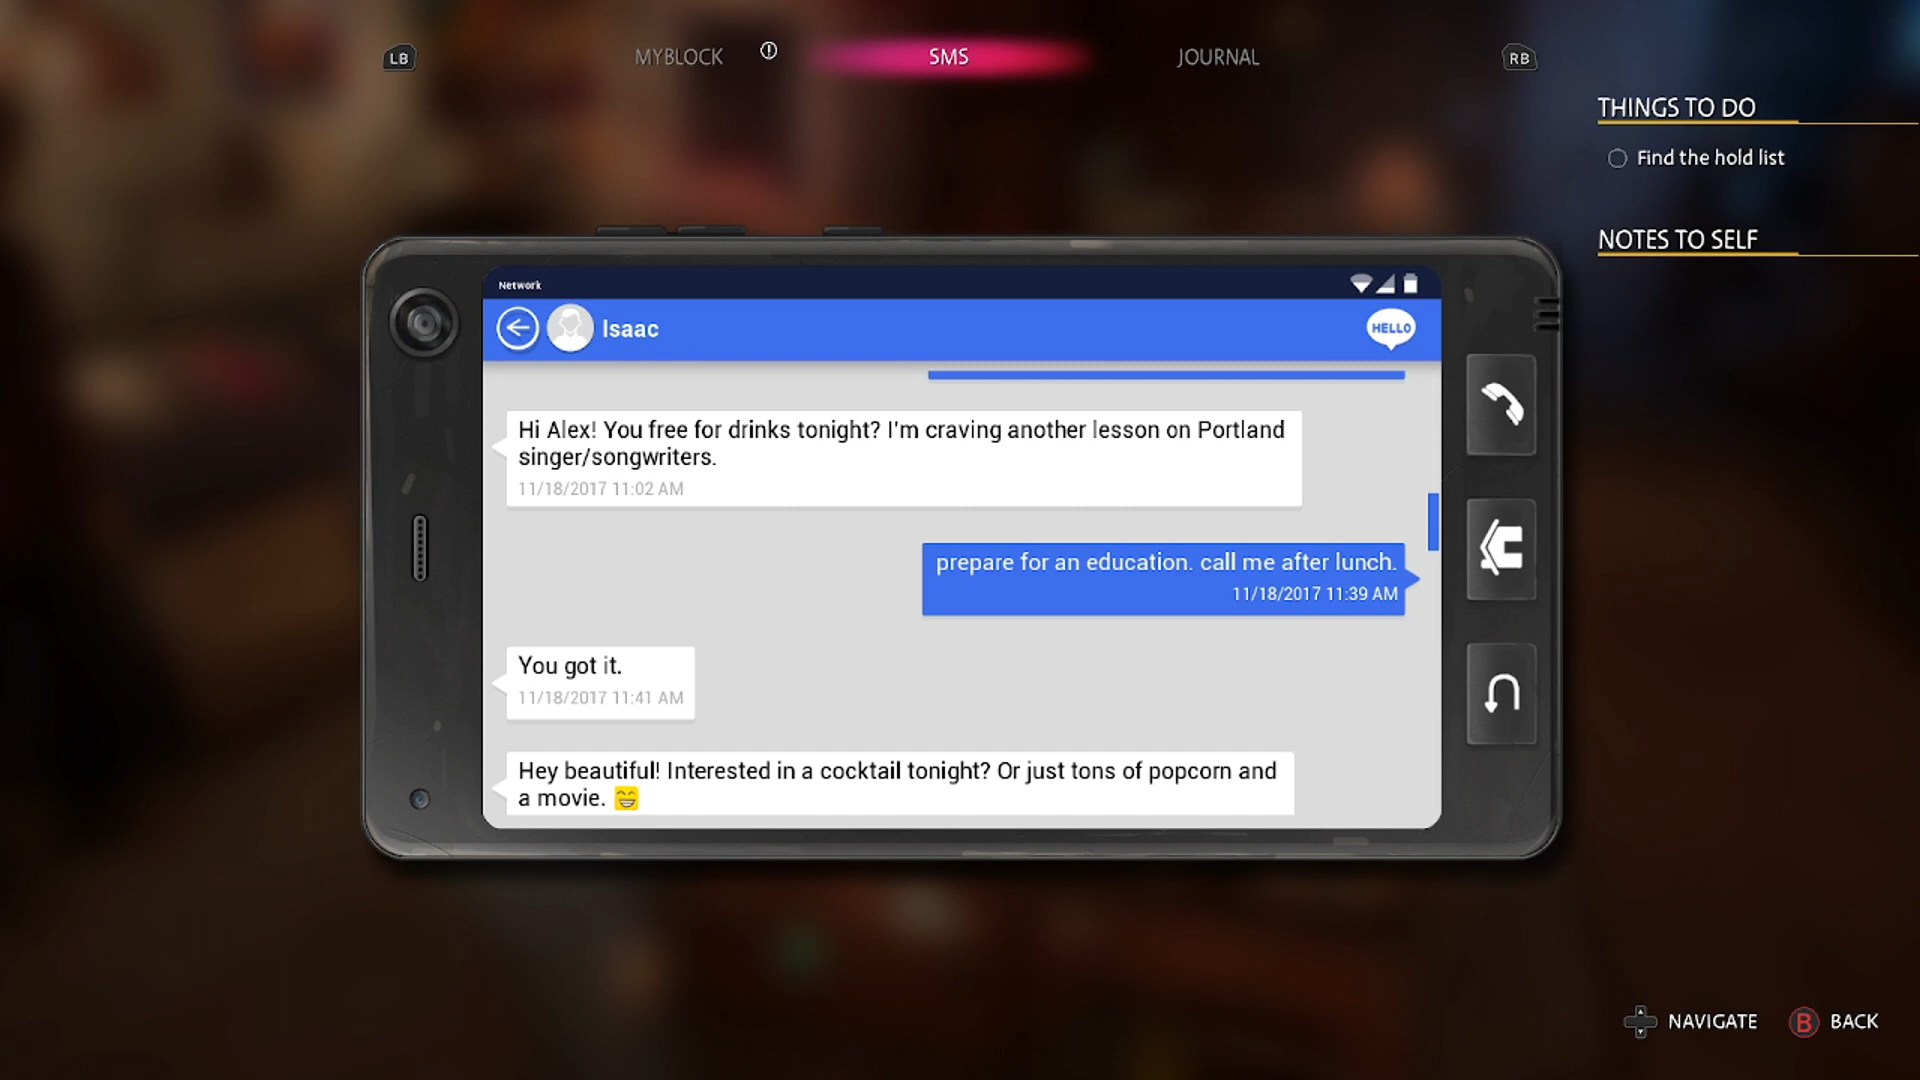 LB
MYBLOCK
SMS
JOURNAL
RB
THINGS TO DO
Find the hold list
NOTES TO SELF
Network
Isaac
HELLO
Hi Alex! You free for drinks tonight? I'm craving another lesson on Portland
singer/songwriters.
11/18/2017 11:02 AM
prepare for an education. call me after lunch.
11/18/2017 11:39 AM
You got it.
11/18/2017 11:41 AM
Hey beautiful! Interested in a cocktail tonight? Or just tons of popcorn and
a movie. 😄
NAVIGATE
B BACK